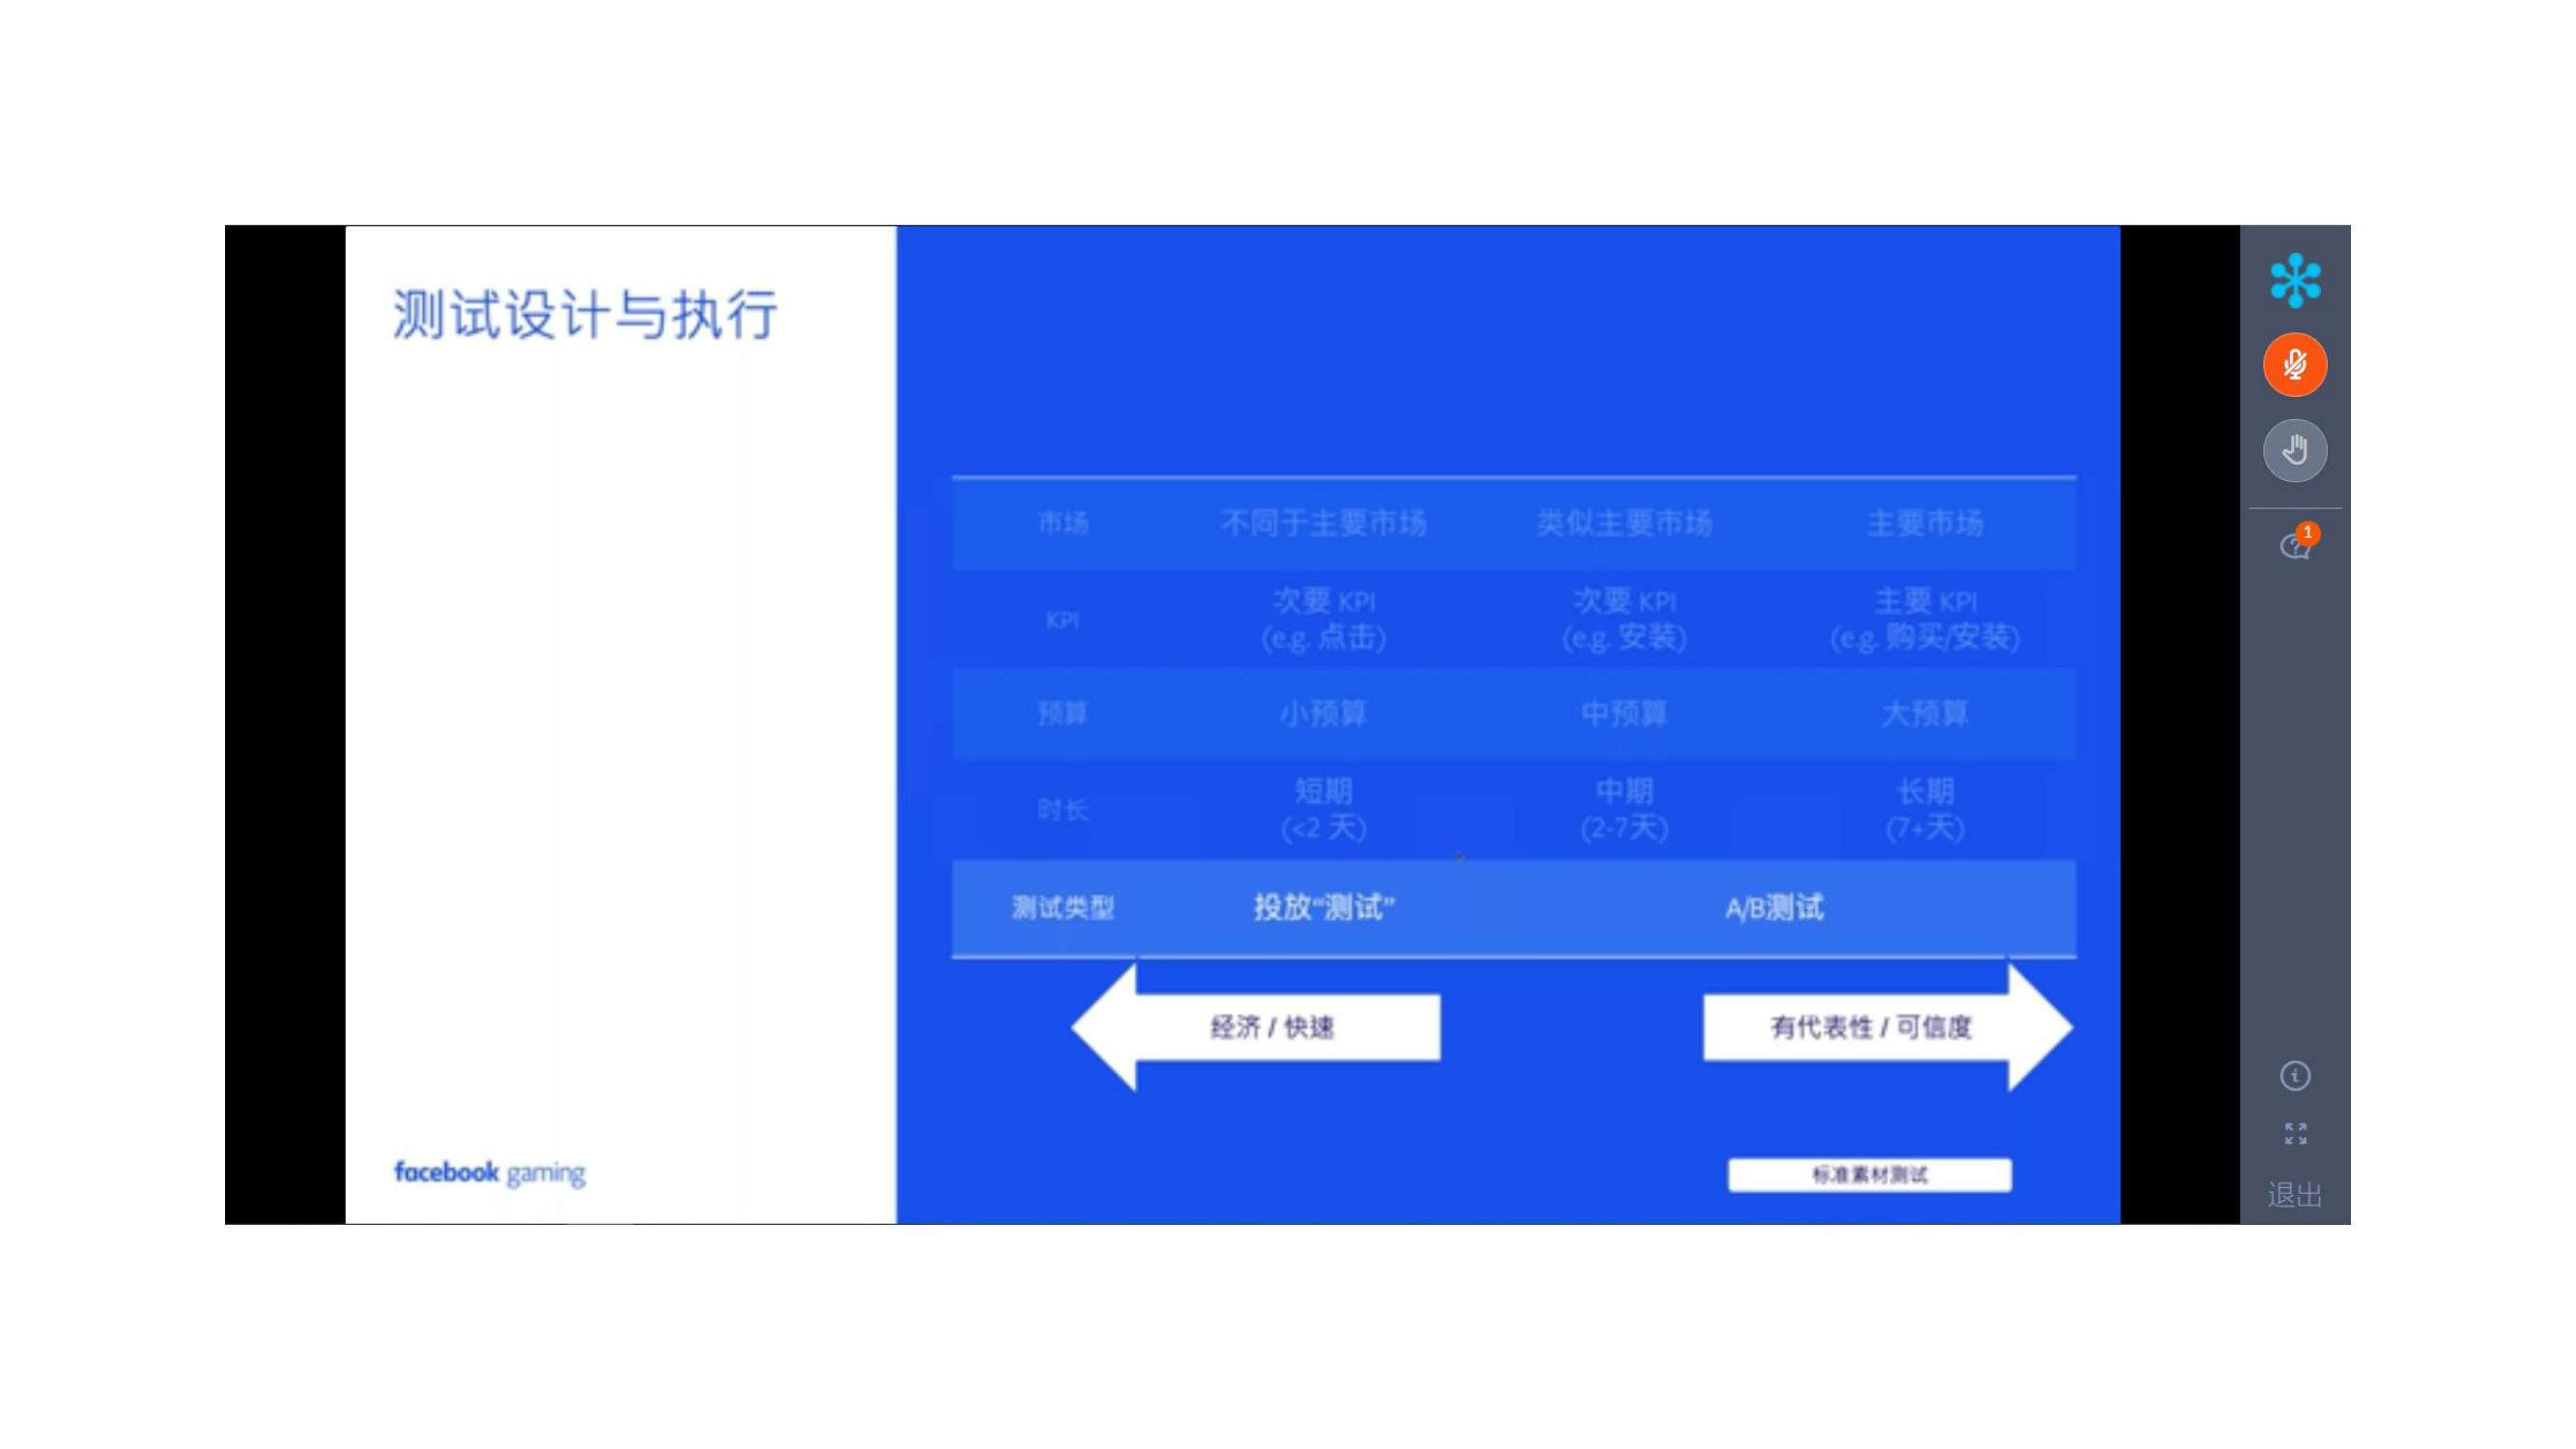 测试设计与执行
市场 不同于主要市场 类似主要市场 主要市场
KPI 次要 KPI (e.g. 点击) 次要 KPI (e.g. 安装) 主要 KPI (e.g. 购买/安装)
预算 小预算 中预算 大预算
时长 短期 (<2 天) 中期 (2-7天) 长期 (7+天)
测试类型 投放“测试” A/B测试
经济 / 快速 有代表性 / 可信度
标准素材测试
facebook gaming
1
退出